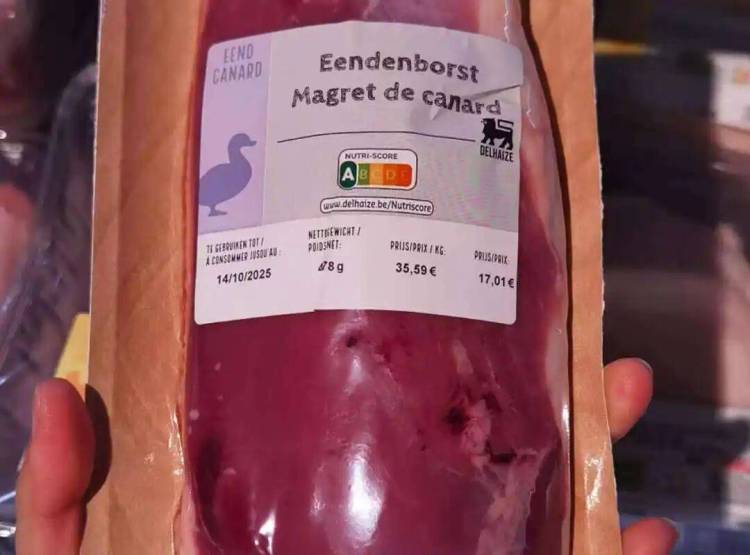 EEND
CANARD
Eendenborst
Magret de canard
DELHAIZE
NUTRI-SCORE
A B C D E
www.delhaize.be/Nutriscore
TE GEBRUIKEN TOT /
À CONSOMMER JUSQU'AU :
14/10/2025
NETTOGEWICHT /
POIDS NET:
g
PRIJS/PRIX / KG:
35,59 €
PRIJS/PRIX:
17,01 €